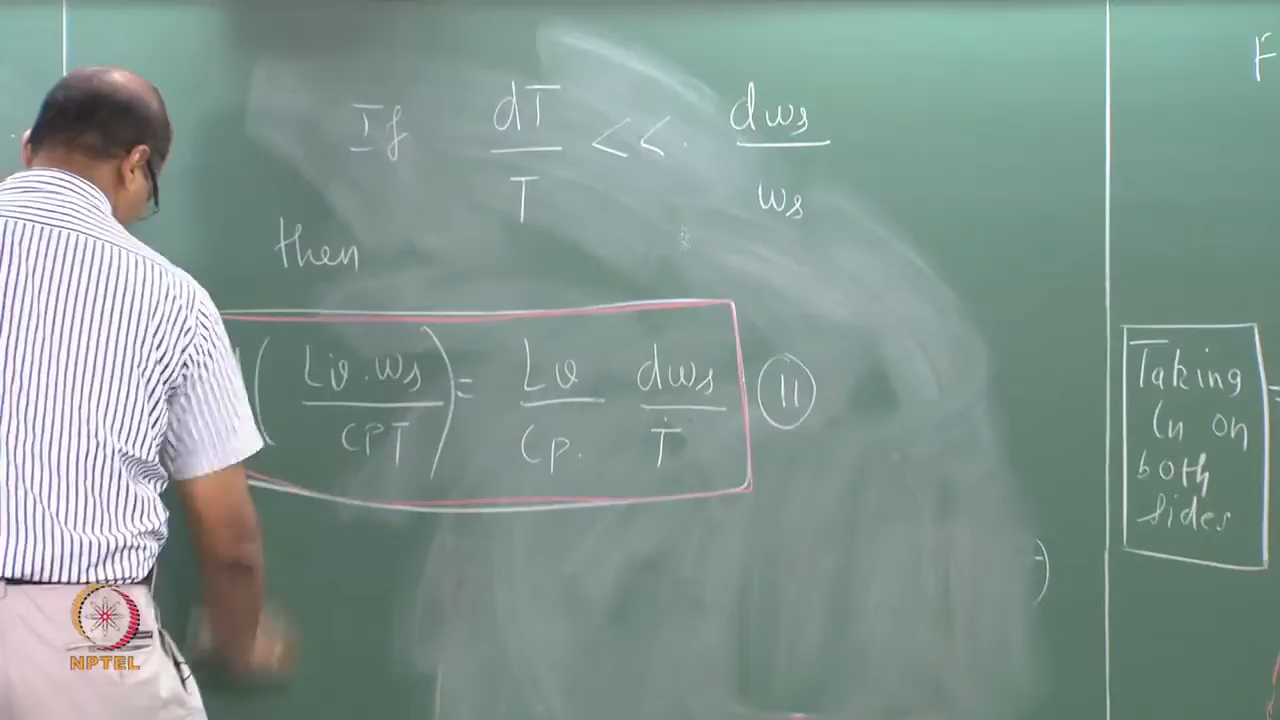 If dT/T << dws/ws
then
(Lv.ws/CPT) = Lv/Cp. dws/T 11
Taking
ln on
both
sides
F
)
NPTEL